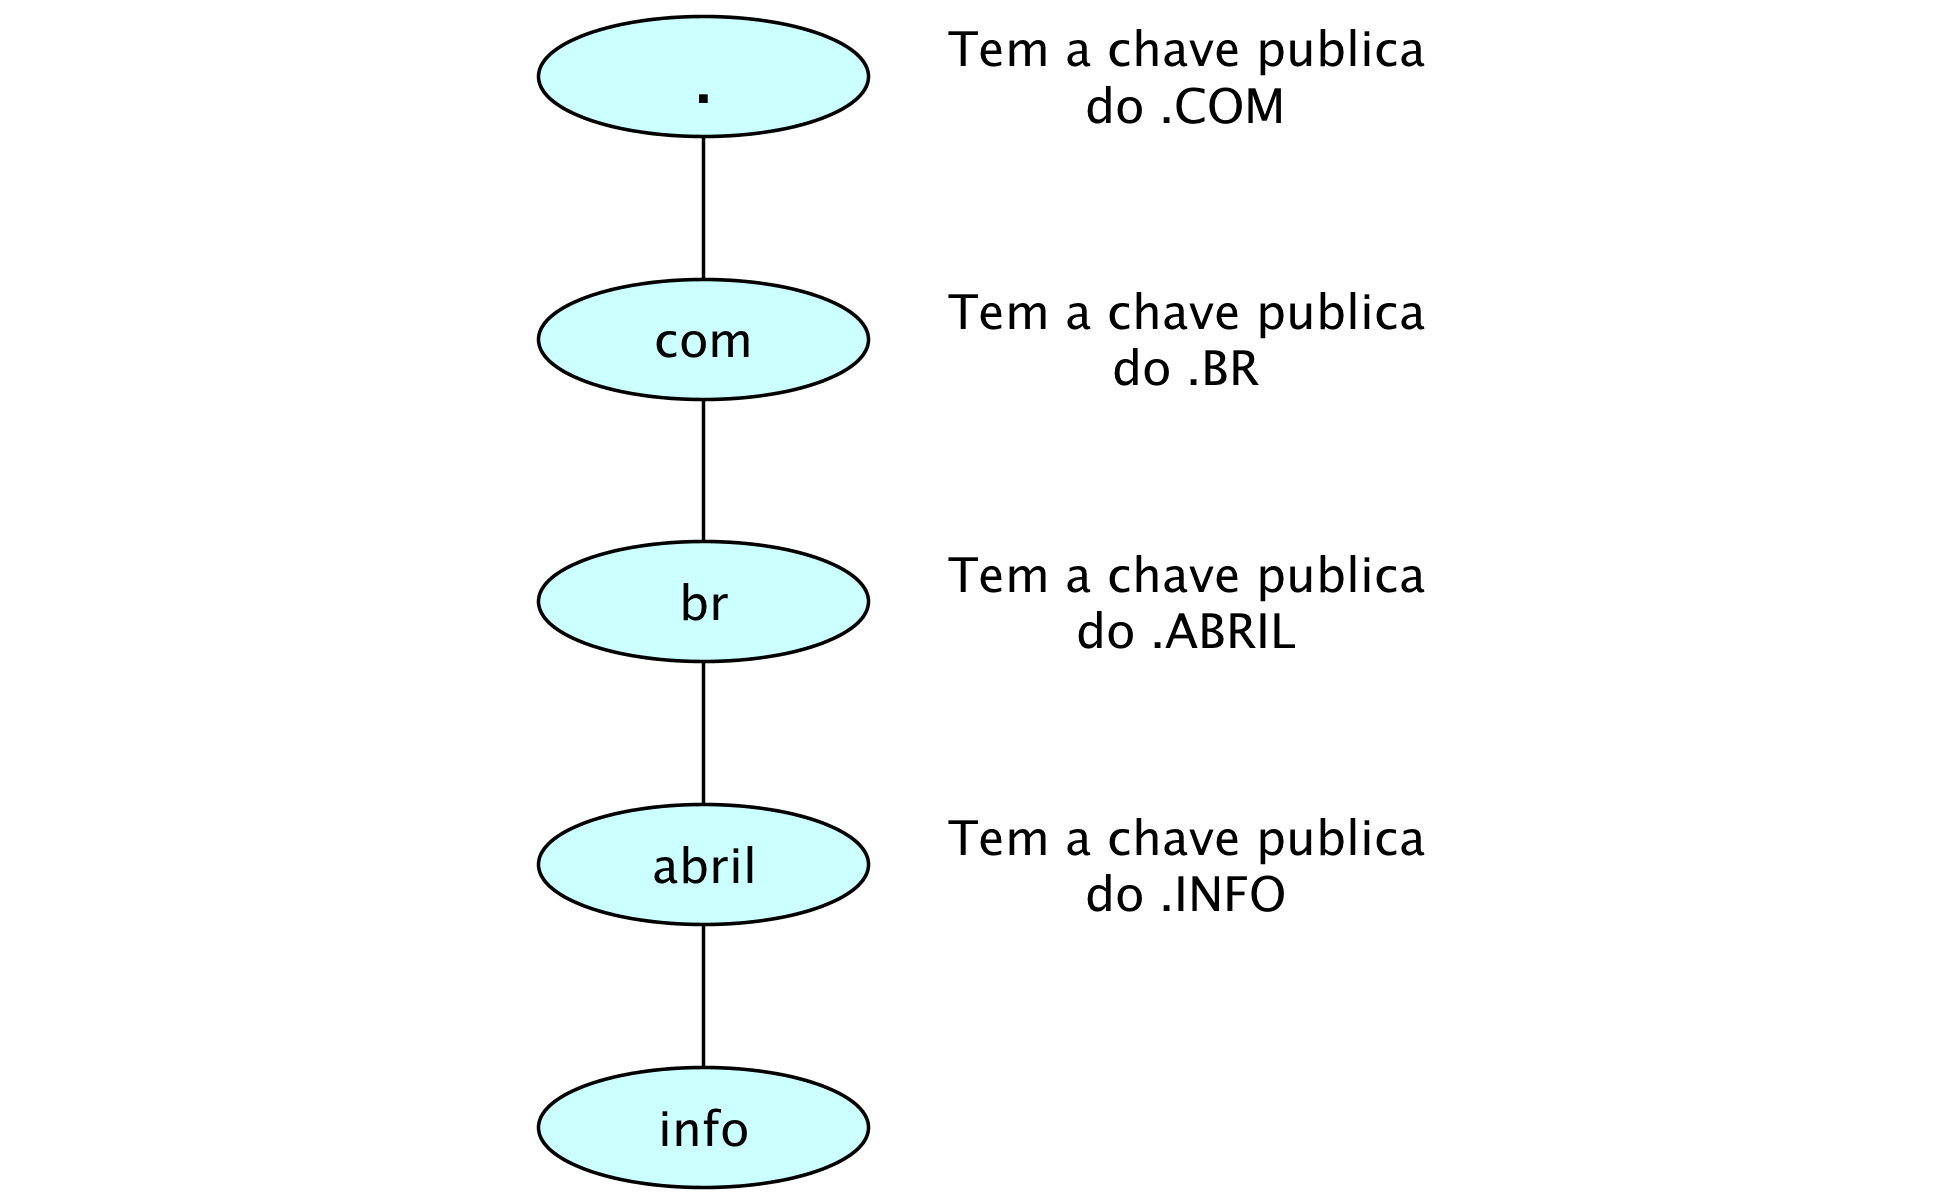 .
Tem a chave publica
do .COM
com
Tem a chave publica
do .BR
br
Tem a chave publica
do .ABRIL
abril
Tem a chave publica
do .INFO
info